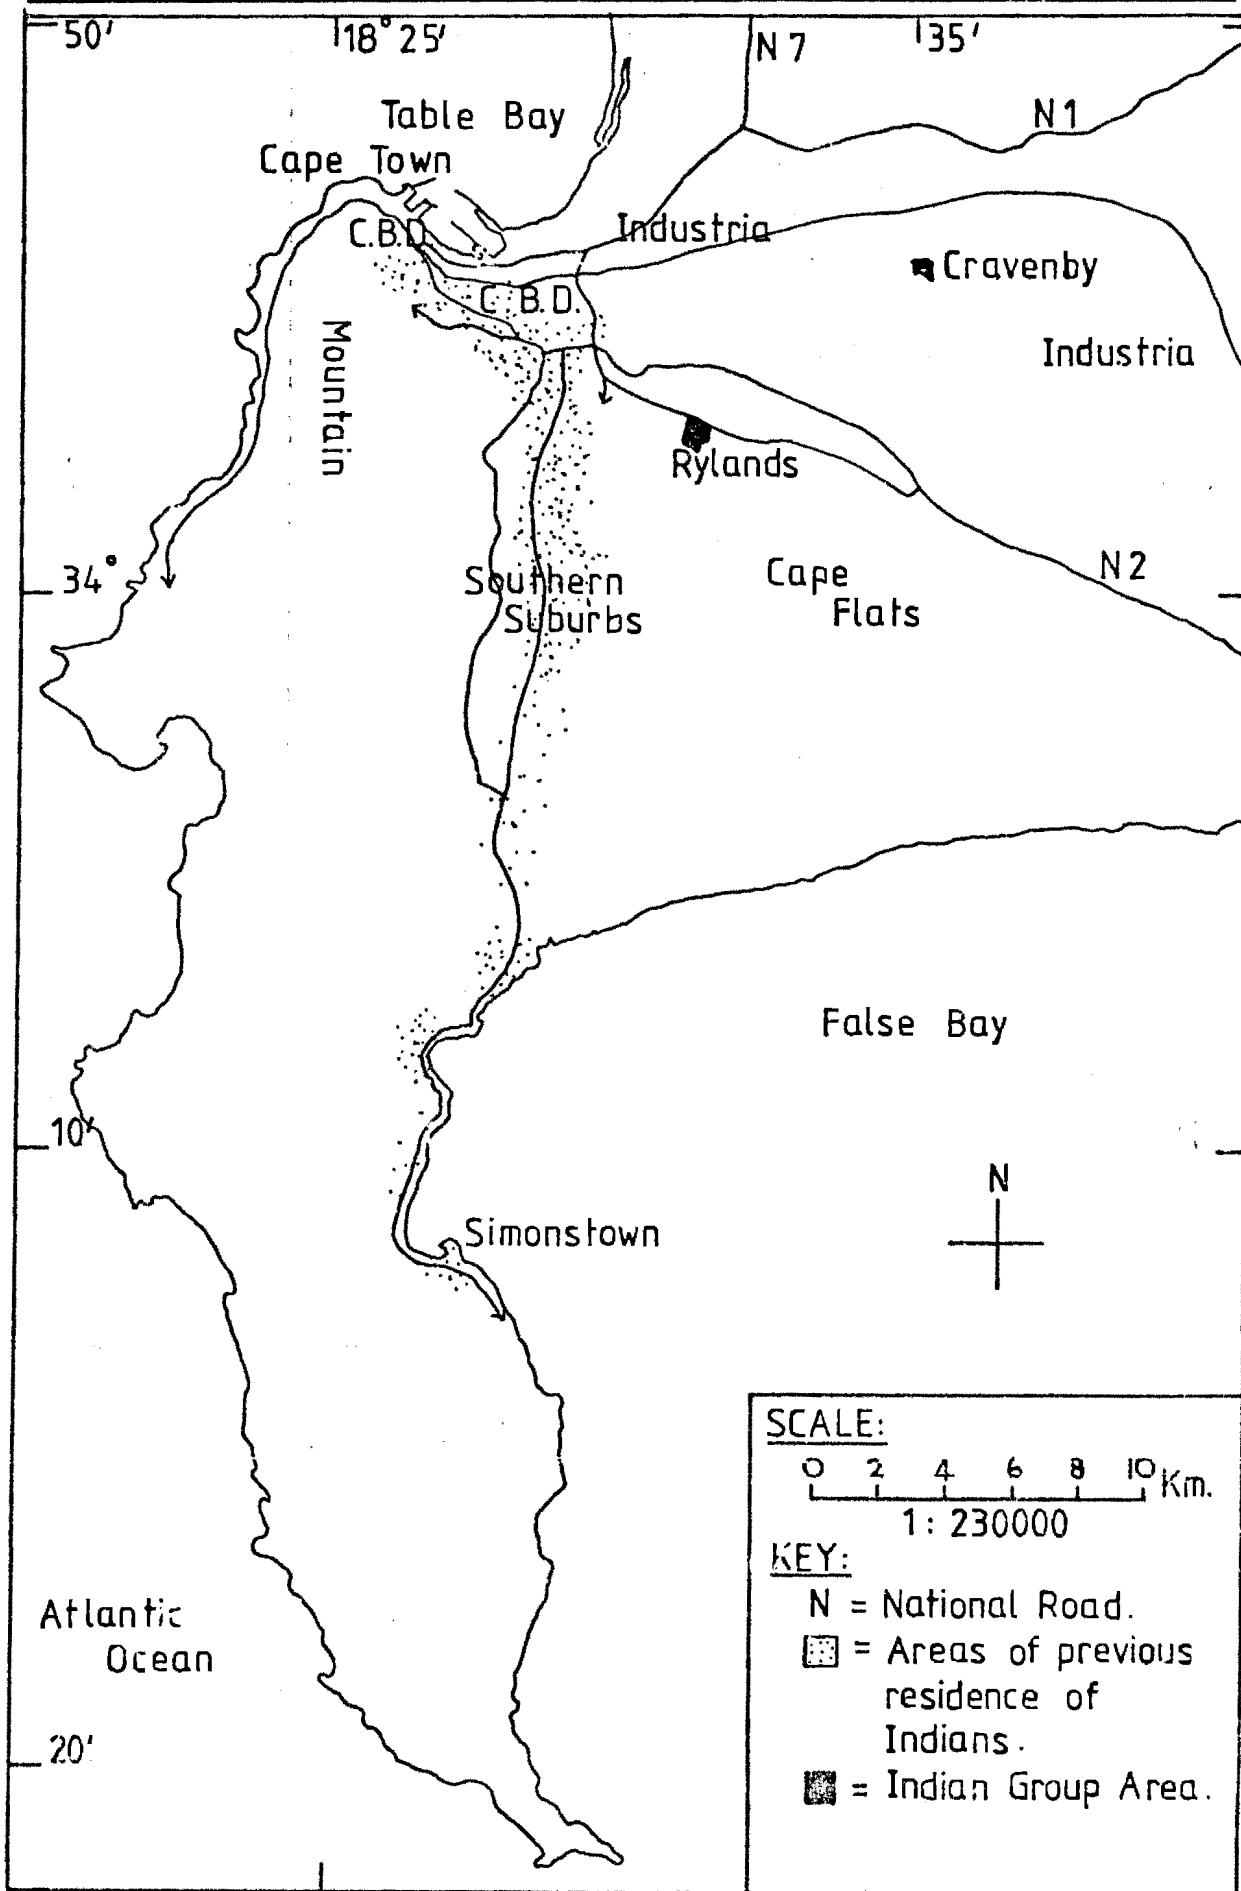 50'
18° 25'
35'
N 7
N 1
Table Bay
Cape Town
C.B.D.
Industria
Cravenby
C.B.D.
Mountain
Industria
Rylands
34°
Southern
Suburbs
Cape
Flats
N 2
False Bay
10'
N
Simonstown
SCALE:
0 2 4 6 8 10 Km.
1: 230000
KEY:
N = National Road.
= Areas of previous
residence of
Indians.
= Indian Group Area.
Atlantic
Ocean
20'